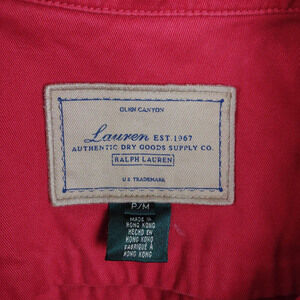 GLEN CANYON
Lauren EST. 1967
AUTHENTIC DRY GOODS SUPPLY CO.
RALPH LAUREN
U S TRADEMARK
P/M
MADE IN
HONG KONG
HECHO EN
HONG KONG
FABRIQUÉ À
HONG KONG